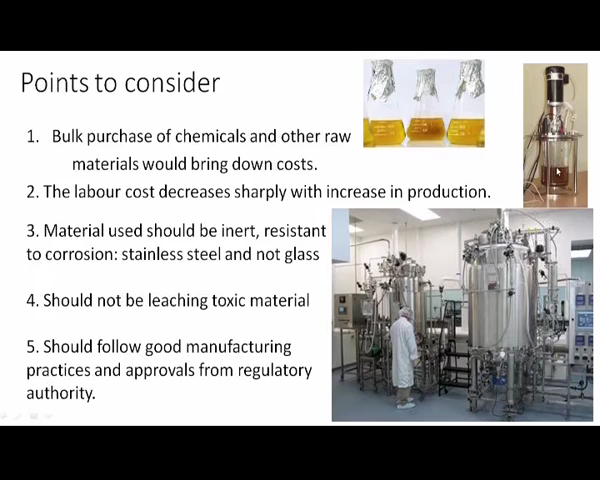 Points to consider
1. Bulk purchase of chemicals and other raw
materials would bring down costs.
2. The labour cost decreases sharply with increase in production.
3. Material used should be inert, resistant
to corrosion: stainless steel and not glass
4. Should not be leaching toxic material
5. Should follow good manufacturing
practices and approvals from regulatory
authority.